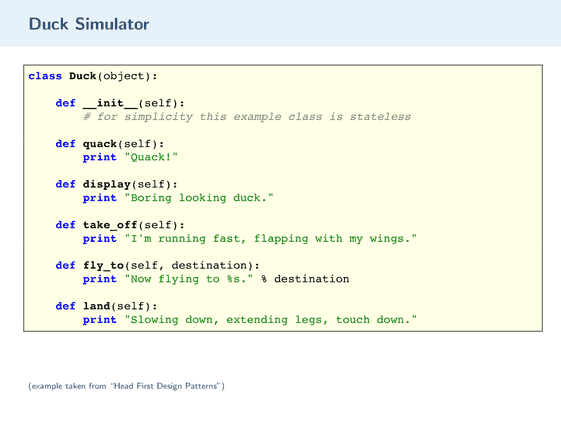 Duck Simulator
class Duck(object):
    def __init__(self):
        # for simplicity this example class is stateless
    def quack(self):
        print "Quack!"
    def display(self):
        print "Boring looking duck."
    def take_off(self):
        print "I'm running fast, flapping with my wings."
    def fly_to(self, destination):
        print "Now flying to %s." % destination
    def land(self):
        print "Slowing down, extending legs, touch down."
(example taken from “Head First Design Patterns”)